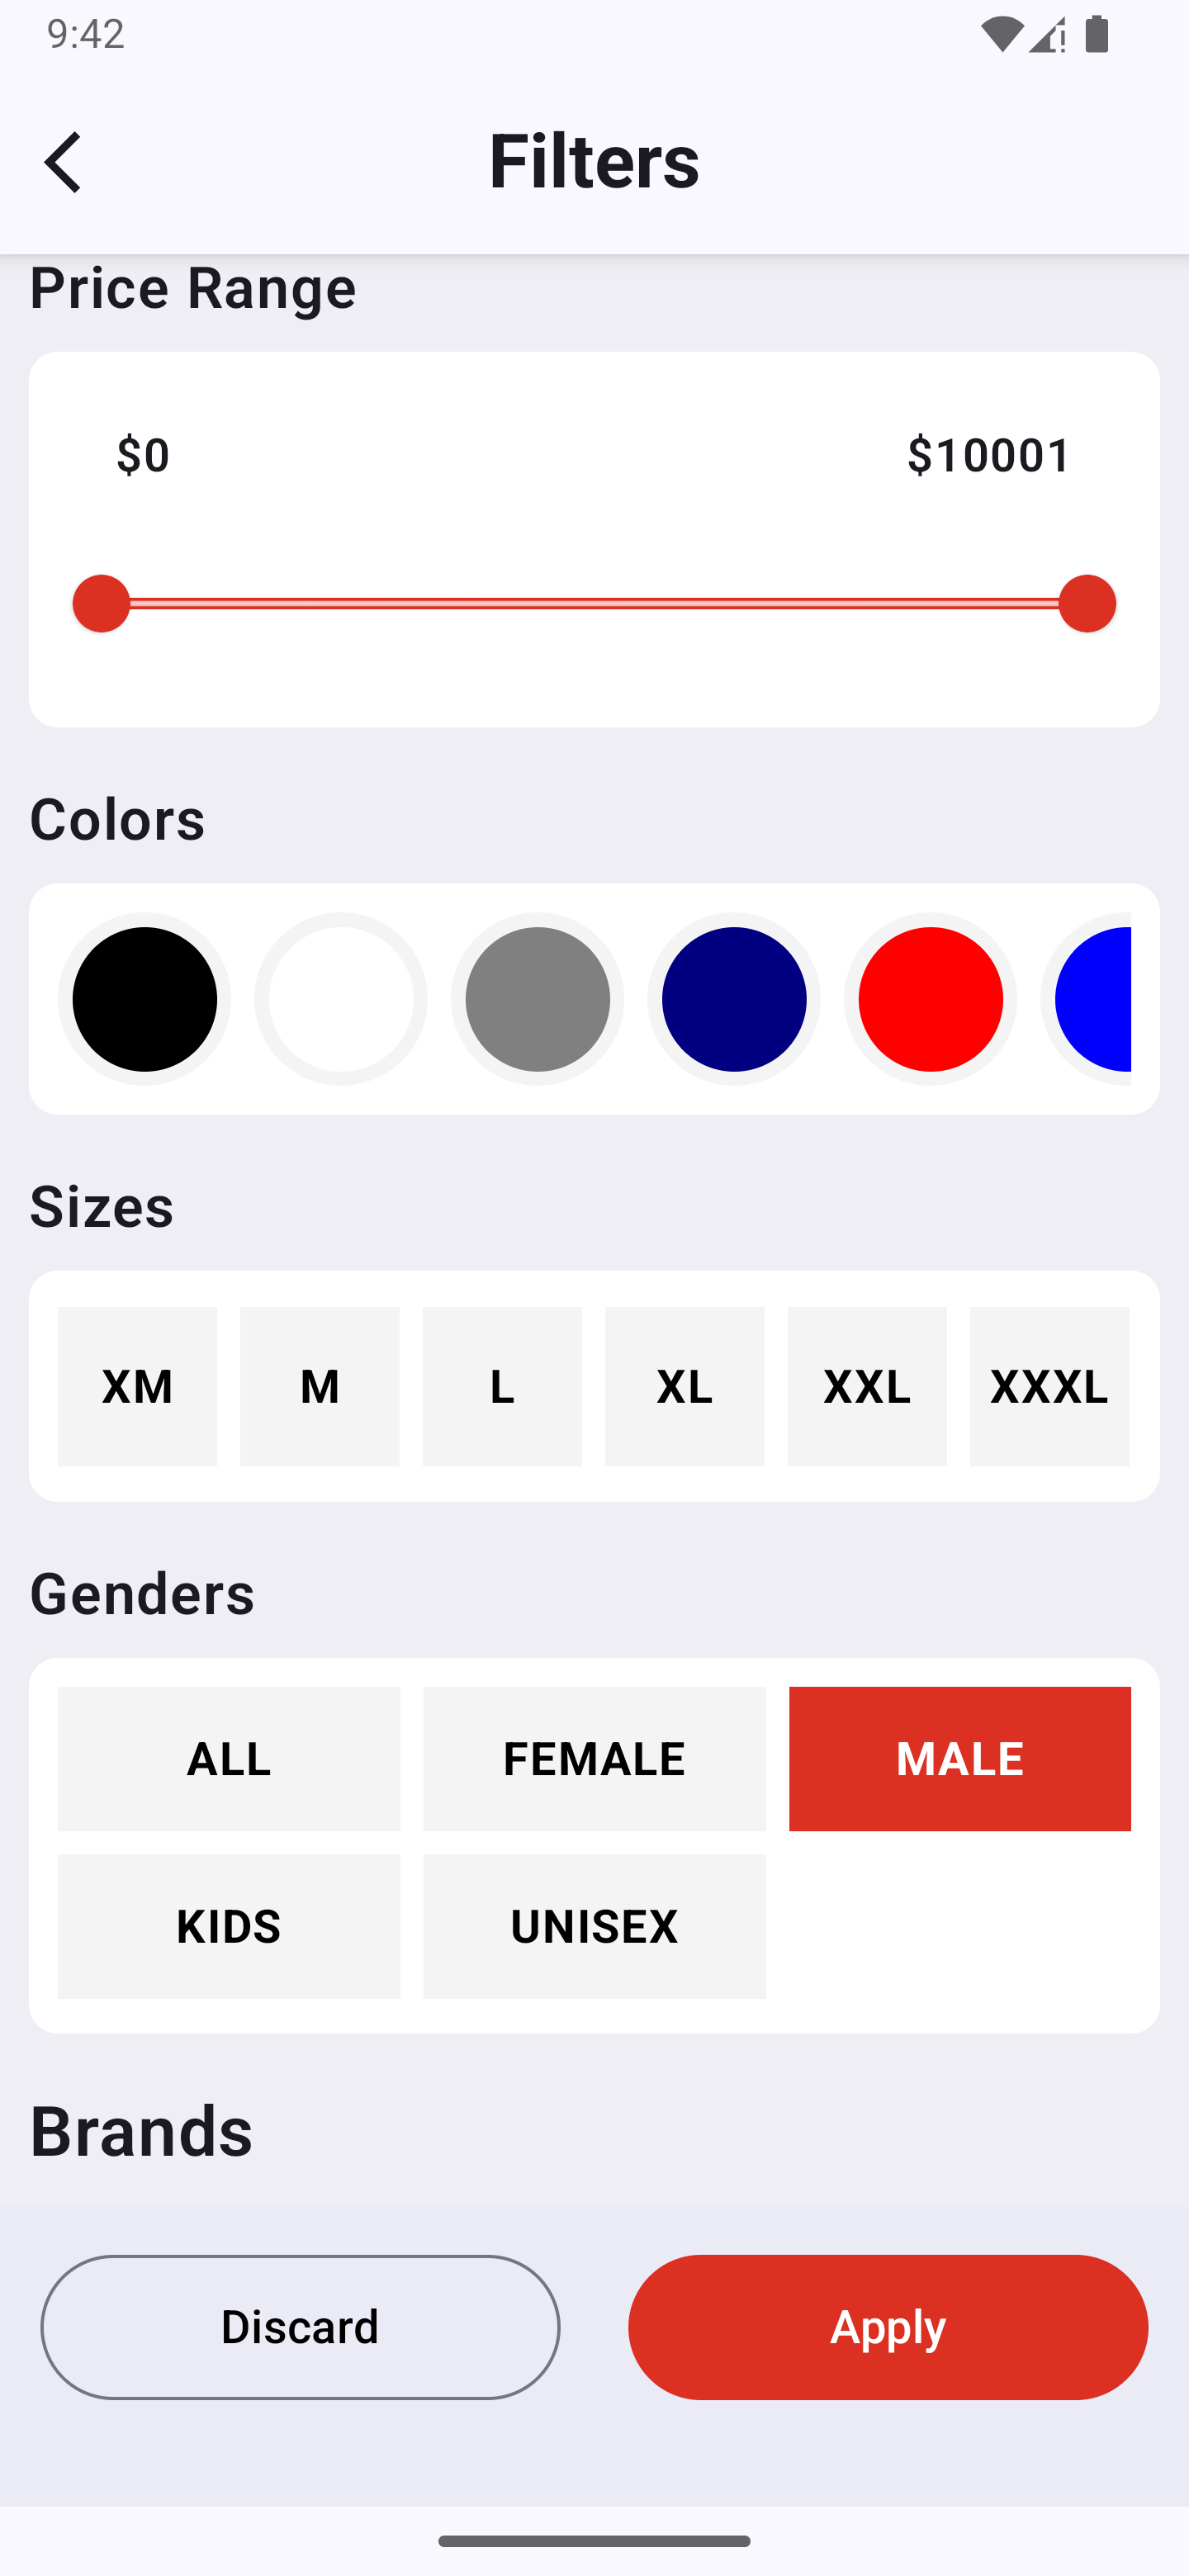 9:42
Filters
Price Range
$0 $10001
Colors
Sizes
XM M L XL XXL XXXL
Genders
ALL FEMALE MALE
KIDS UNISEX
Brands
Discard Apply